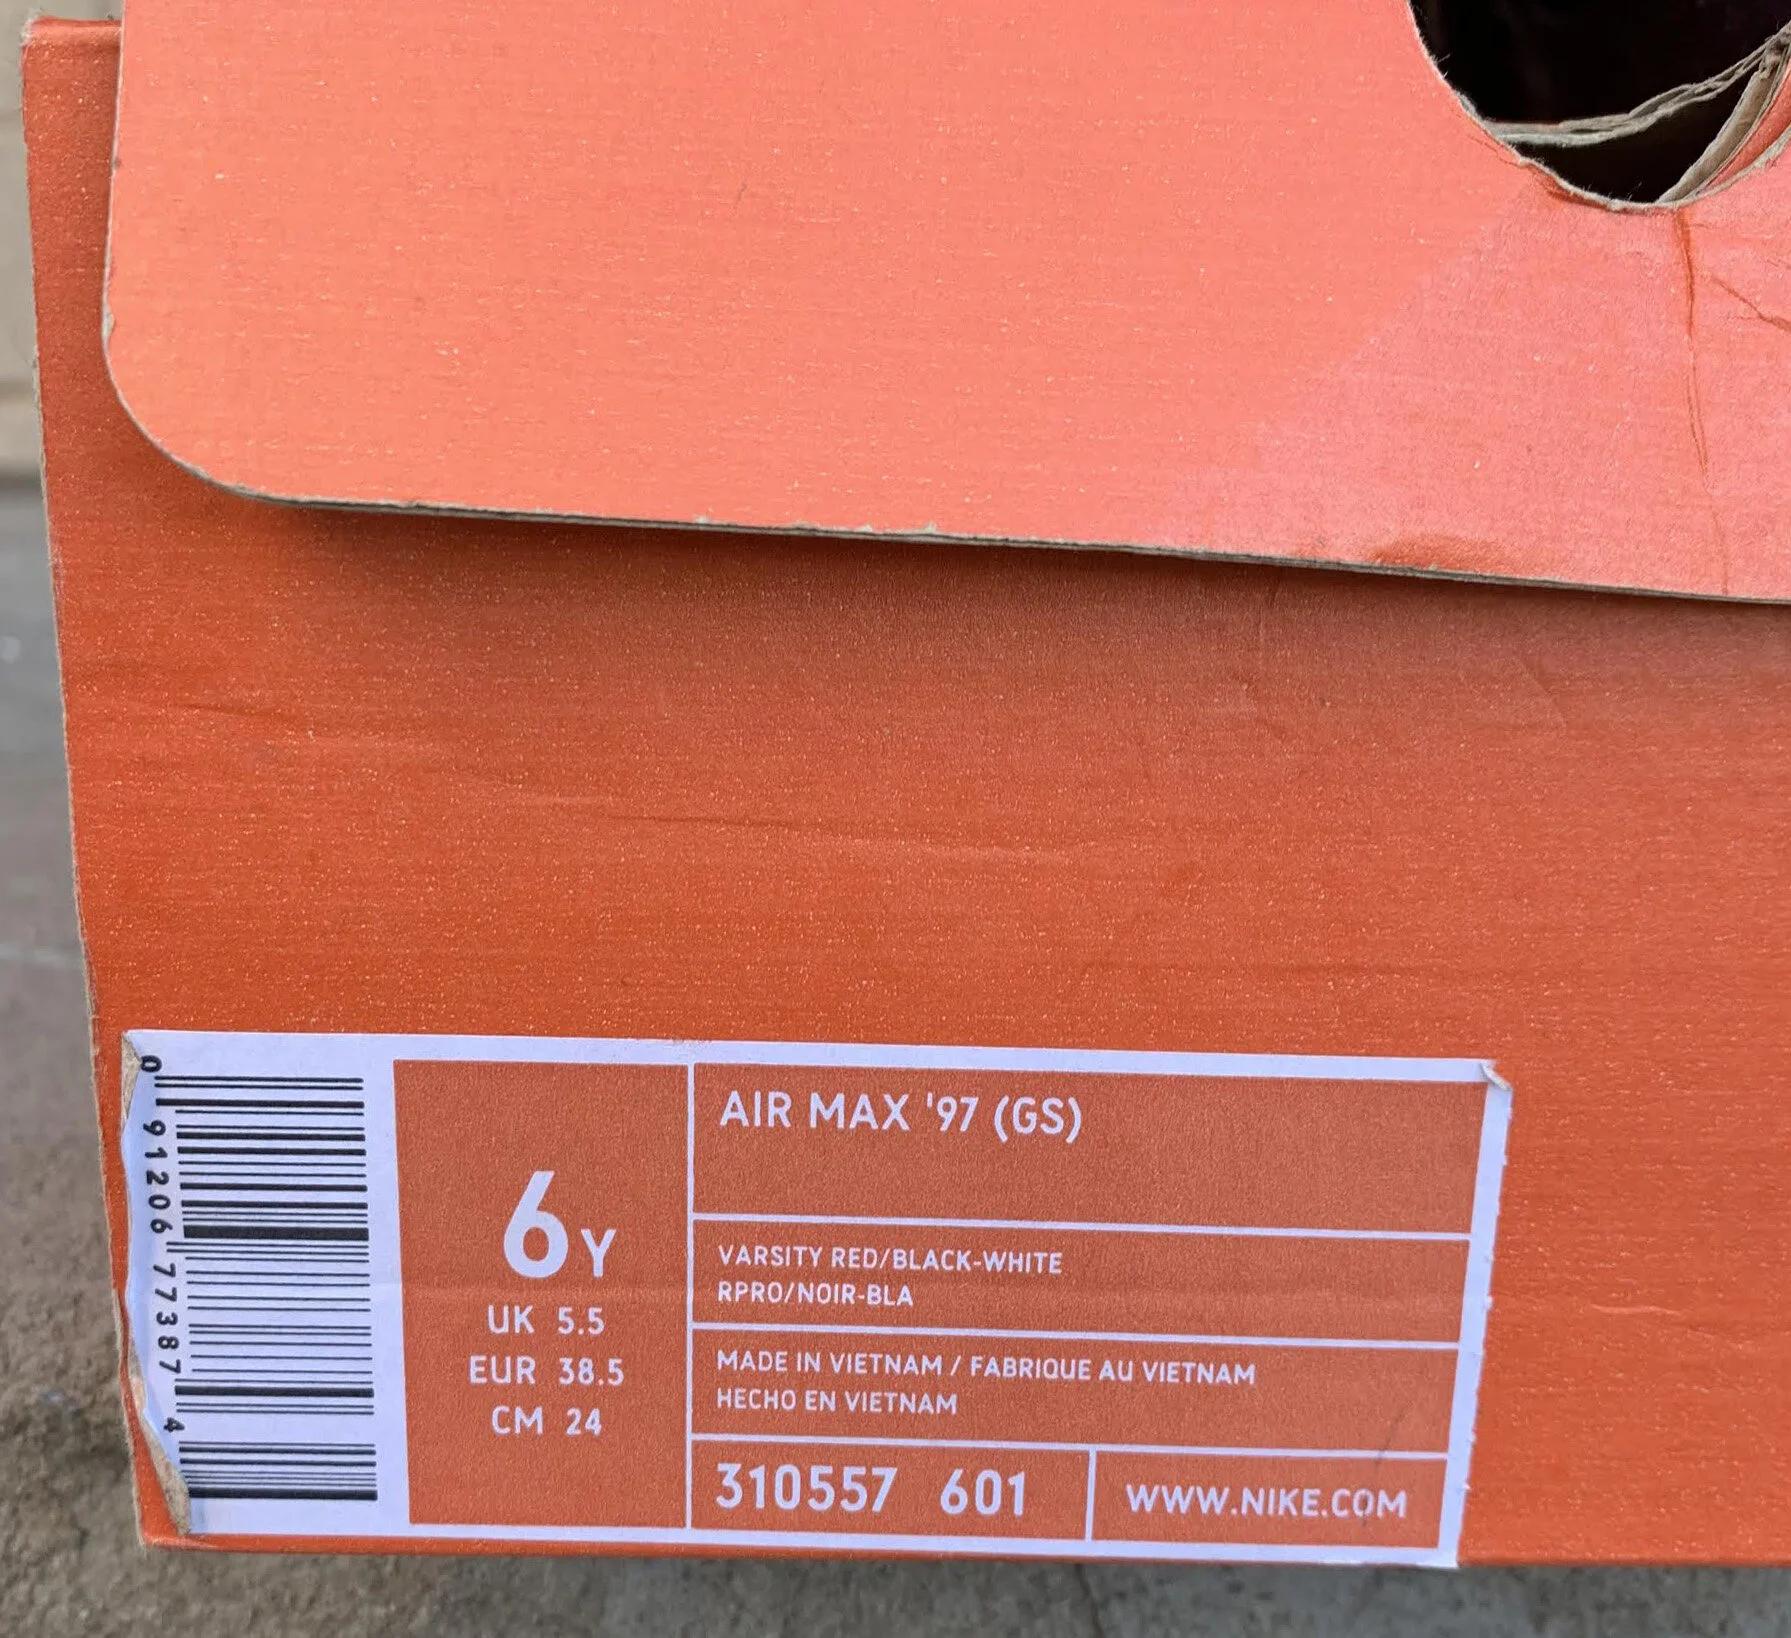 0 91206 77387 4
6Y
UK 5.5
EUR 38.5
CM 24
AIR MAX '97 (GS)
VARSITY RED/BLACK-WHITE
RPRO/NOIR-BLA
MADE IN VIETNAM / FABRIQUE AU VIETNAM
HECHO EN VIETNAM
310557 601
WWW.NIKE.COM